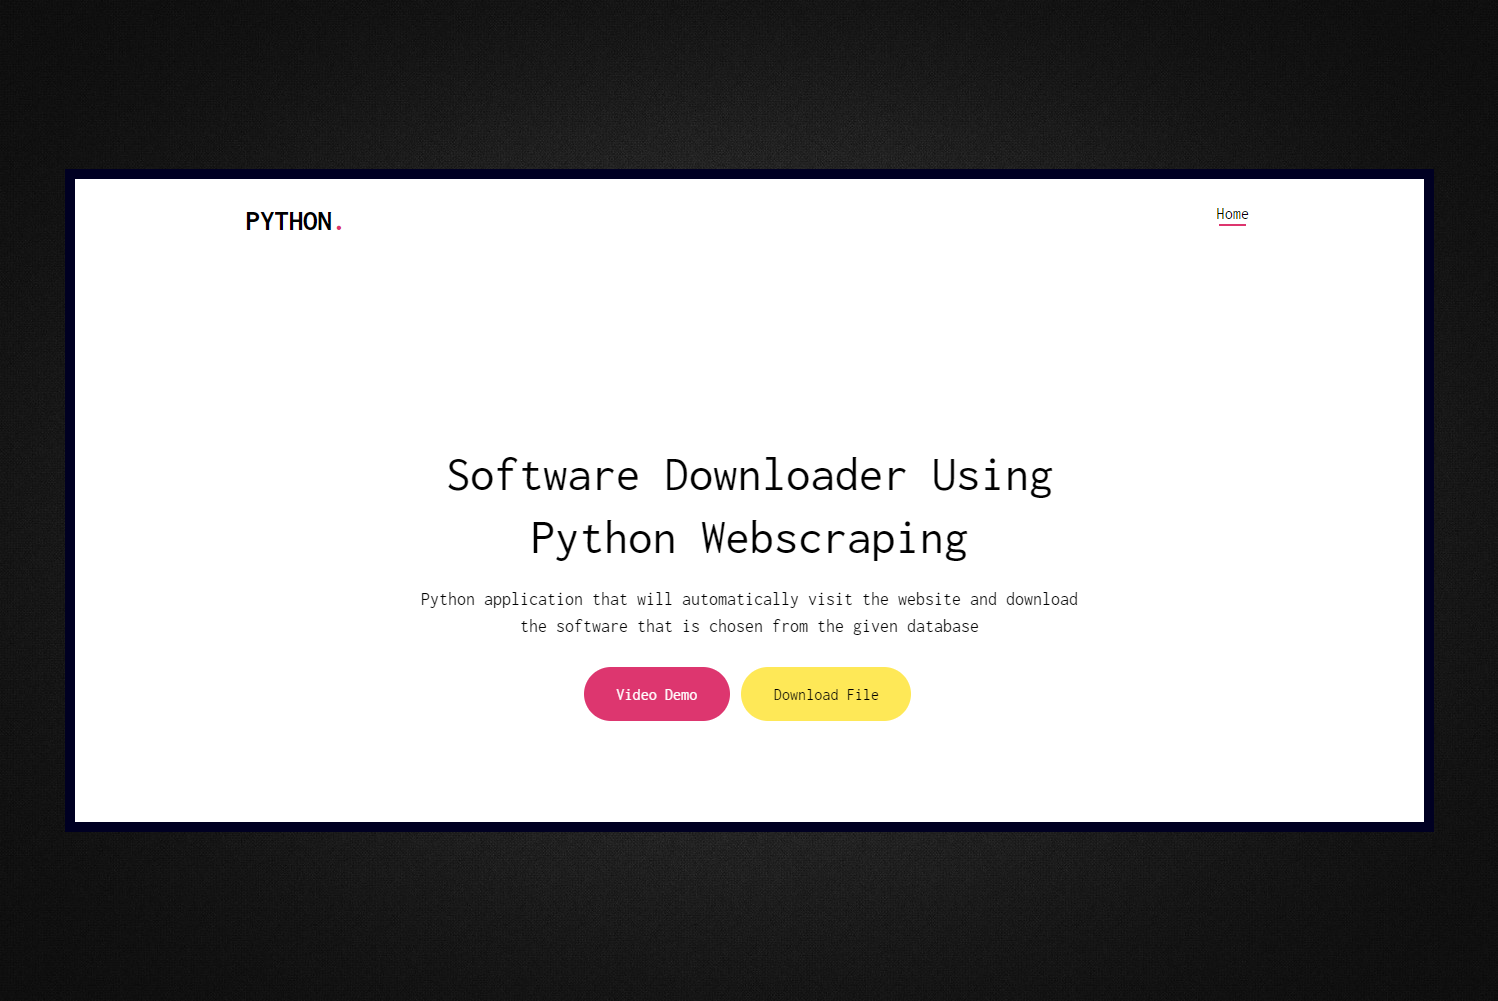 PYTHON.
Home
Software Downloader Using
Python Webscraping
Python application that will automatically visit the website and download
the software that is chosen from the given database
Video Demo
Download File